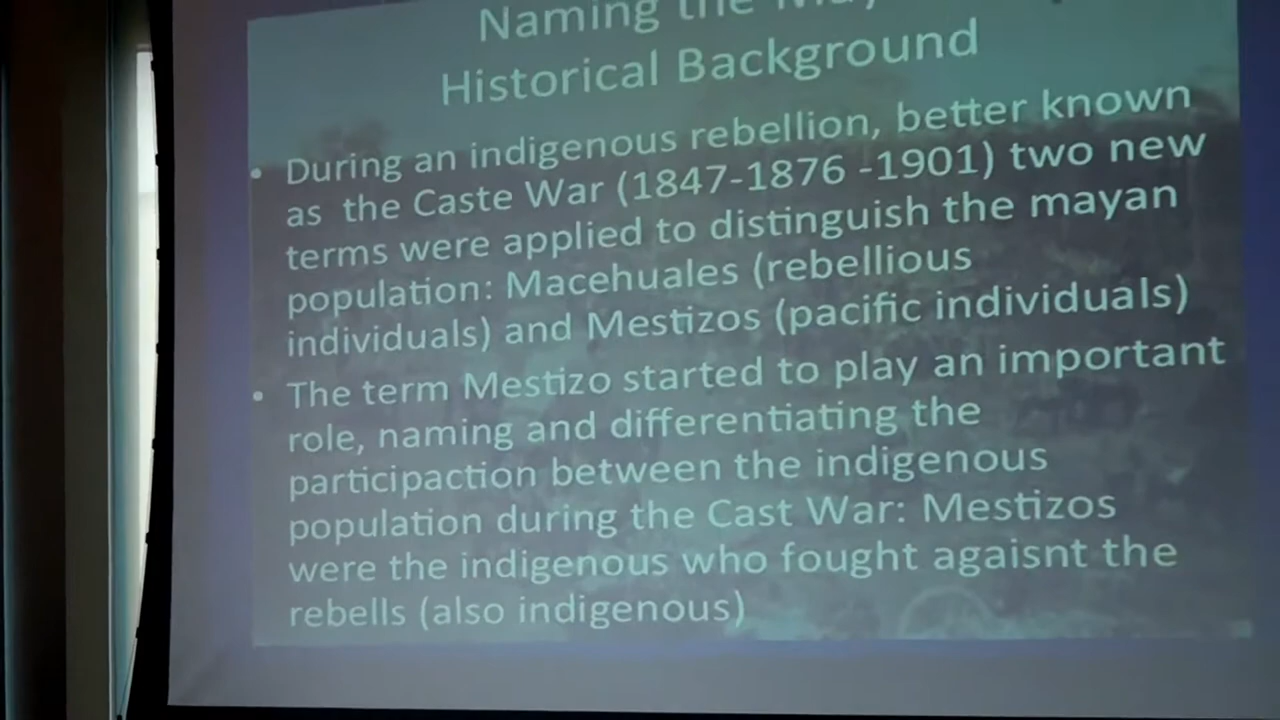 Naming the
Historical Background
• During an indigenous rebellion, better known
as the Caste War (1847-1876 -1901) two new
terms were applied to distinguish the mayan
population: Macehuales (rebellious
individuals) and Mestizos (pacific individuals)
• The term Mestizo started to play an important
role, naming and differentiating the
participaction between the indigenous
population during the Cast War: Mestizos
were the indigenous who fought agaisnt the
rebells (also indigenous)